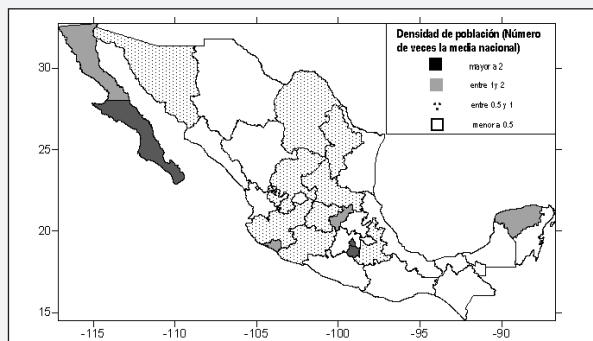 Densidad de población (Número
de veces la media nacional)
mayor a 2
entre 1y 2
entre 0.5 y 1
menor a 0.5
30
25
20
15
-115
-110
-105
-100
-95
-90